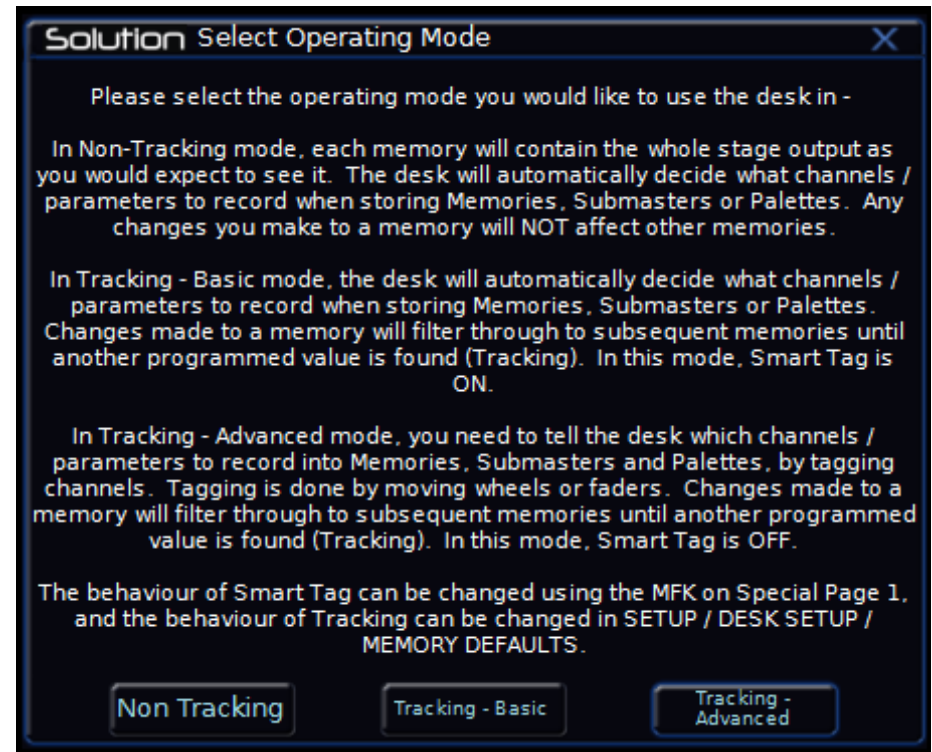 Solution Select Operating Mode X
Please select the operating mode you would like to use the desk in -
In Non-Tracking mode, each memory will contain the whole stage output as
you would expect to see it. The desk will automatically decide what channels /
parameters to record when storing Memories, Submasters or Palettes. Any
changes you make to a memory will NOT affect other memories.
In Tracking - Basic mode, the desk will automatically decide what channels /
parameters to record when storing Memories, Submasters or Palettes.
Changes made to a memory will filter through to subsequent memories until
another programmed value is found (Tracking). In this mode, Smart Tag is
ON.
In Tracking - Advanced mode, you need to tell the desk which channels /
parameters to record into Memories, Submasters and Palettes, by tagging
channels. Tagging is done by moving wheels or faders. Changes made to a
memory will filter through to subsequent memories until another programmed
value is found (Tracking). In this mode, Smart Tag is OFF.
The behaviour of Smart Tag can be changed using the MFK on Special Page 1,
and the behaviour of Tracking can be changed in SETUP / DESK SETUP /
MEMORY DEFAULTS.
Non Tracking
Tracking - Basic
Tracking -
Advanced